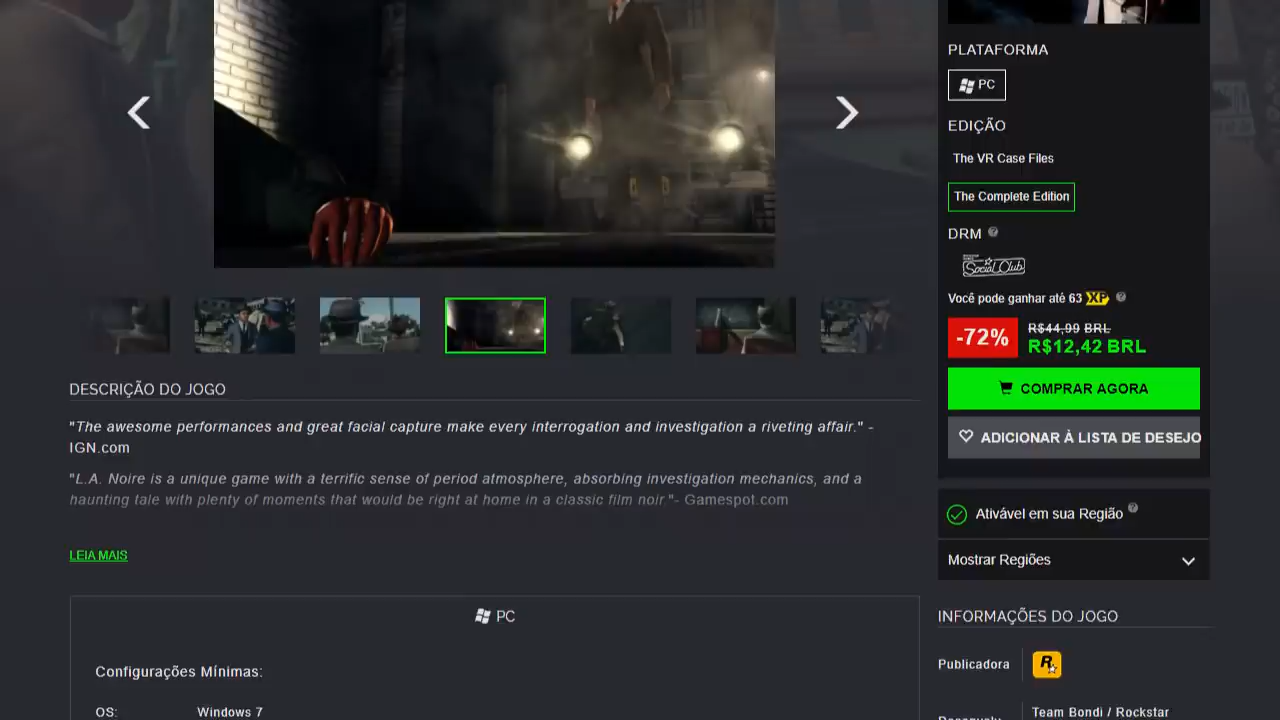 PLATAFORMA
PC
EDIÇÃO
The VR Case Files
The Complete Edition
DRM
Social Club
Você pode ganhar até 63 XP
-72%
R$44,99 BRL
R$12,42 BRL
COMPRAR AGORA
ADICIONAR À LISTA DE DESEJO
Ativável em sua Região
Mostrar Regiões
INFORMAÇÕES DO JOGO
Publicadora
R
Team Bondi / Rockstar
DESCRIÇÃO DO JOGO
"The awesome performances and great facial capture make every interrogation and investigation a riveting affair." -
IGN.com
"L.A. Noire is a unique game with a terrific sense of period atmosphere, absorbing investigation mechanics, and a
haunting tale with plenty of moments that would be right at home in a classic film noir."- Gamespot.com
LEIA MAIS
PC
Configurações Mínimas:
OS: Windows 7